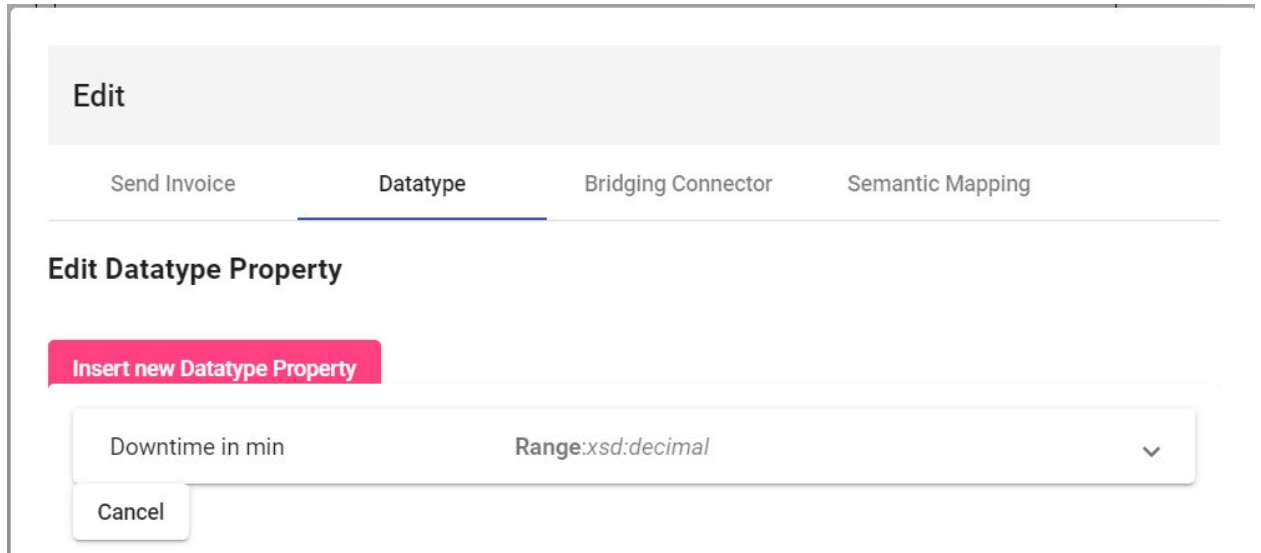 Edit
Send Invoice Datatype Bridging Connector Semantic Mapping
Edit Datatype Property
Insert new Datatype Property
Downtime in min Range:xsd:decimal
Cancel